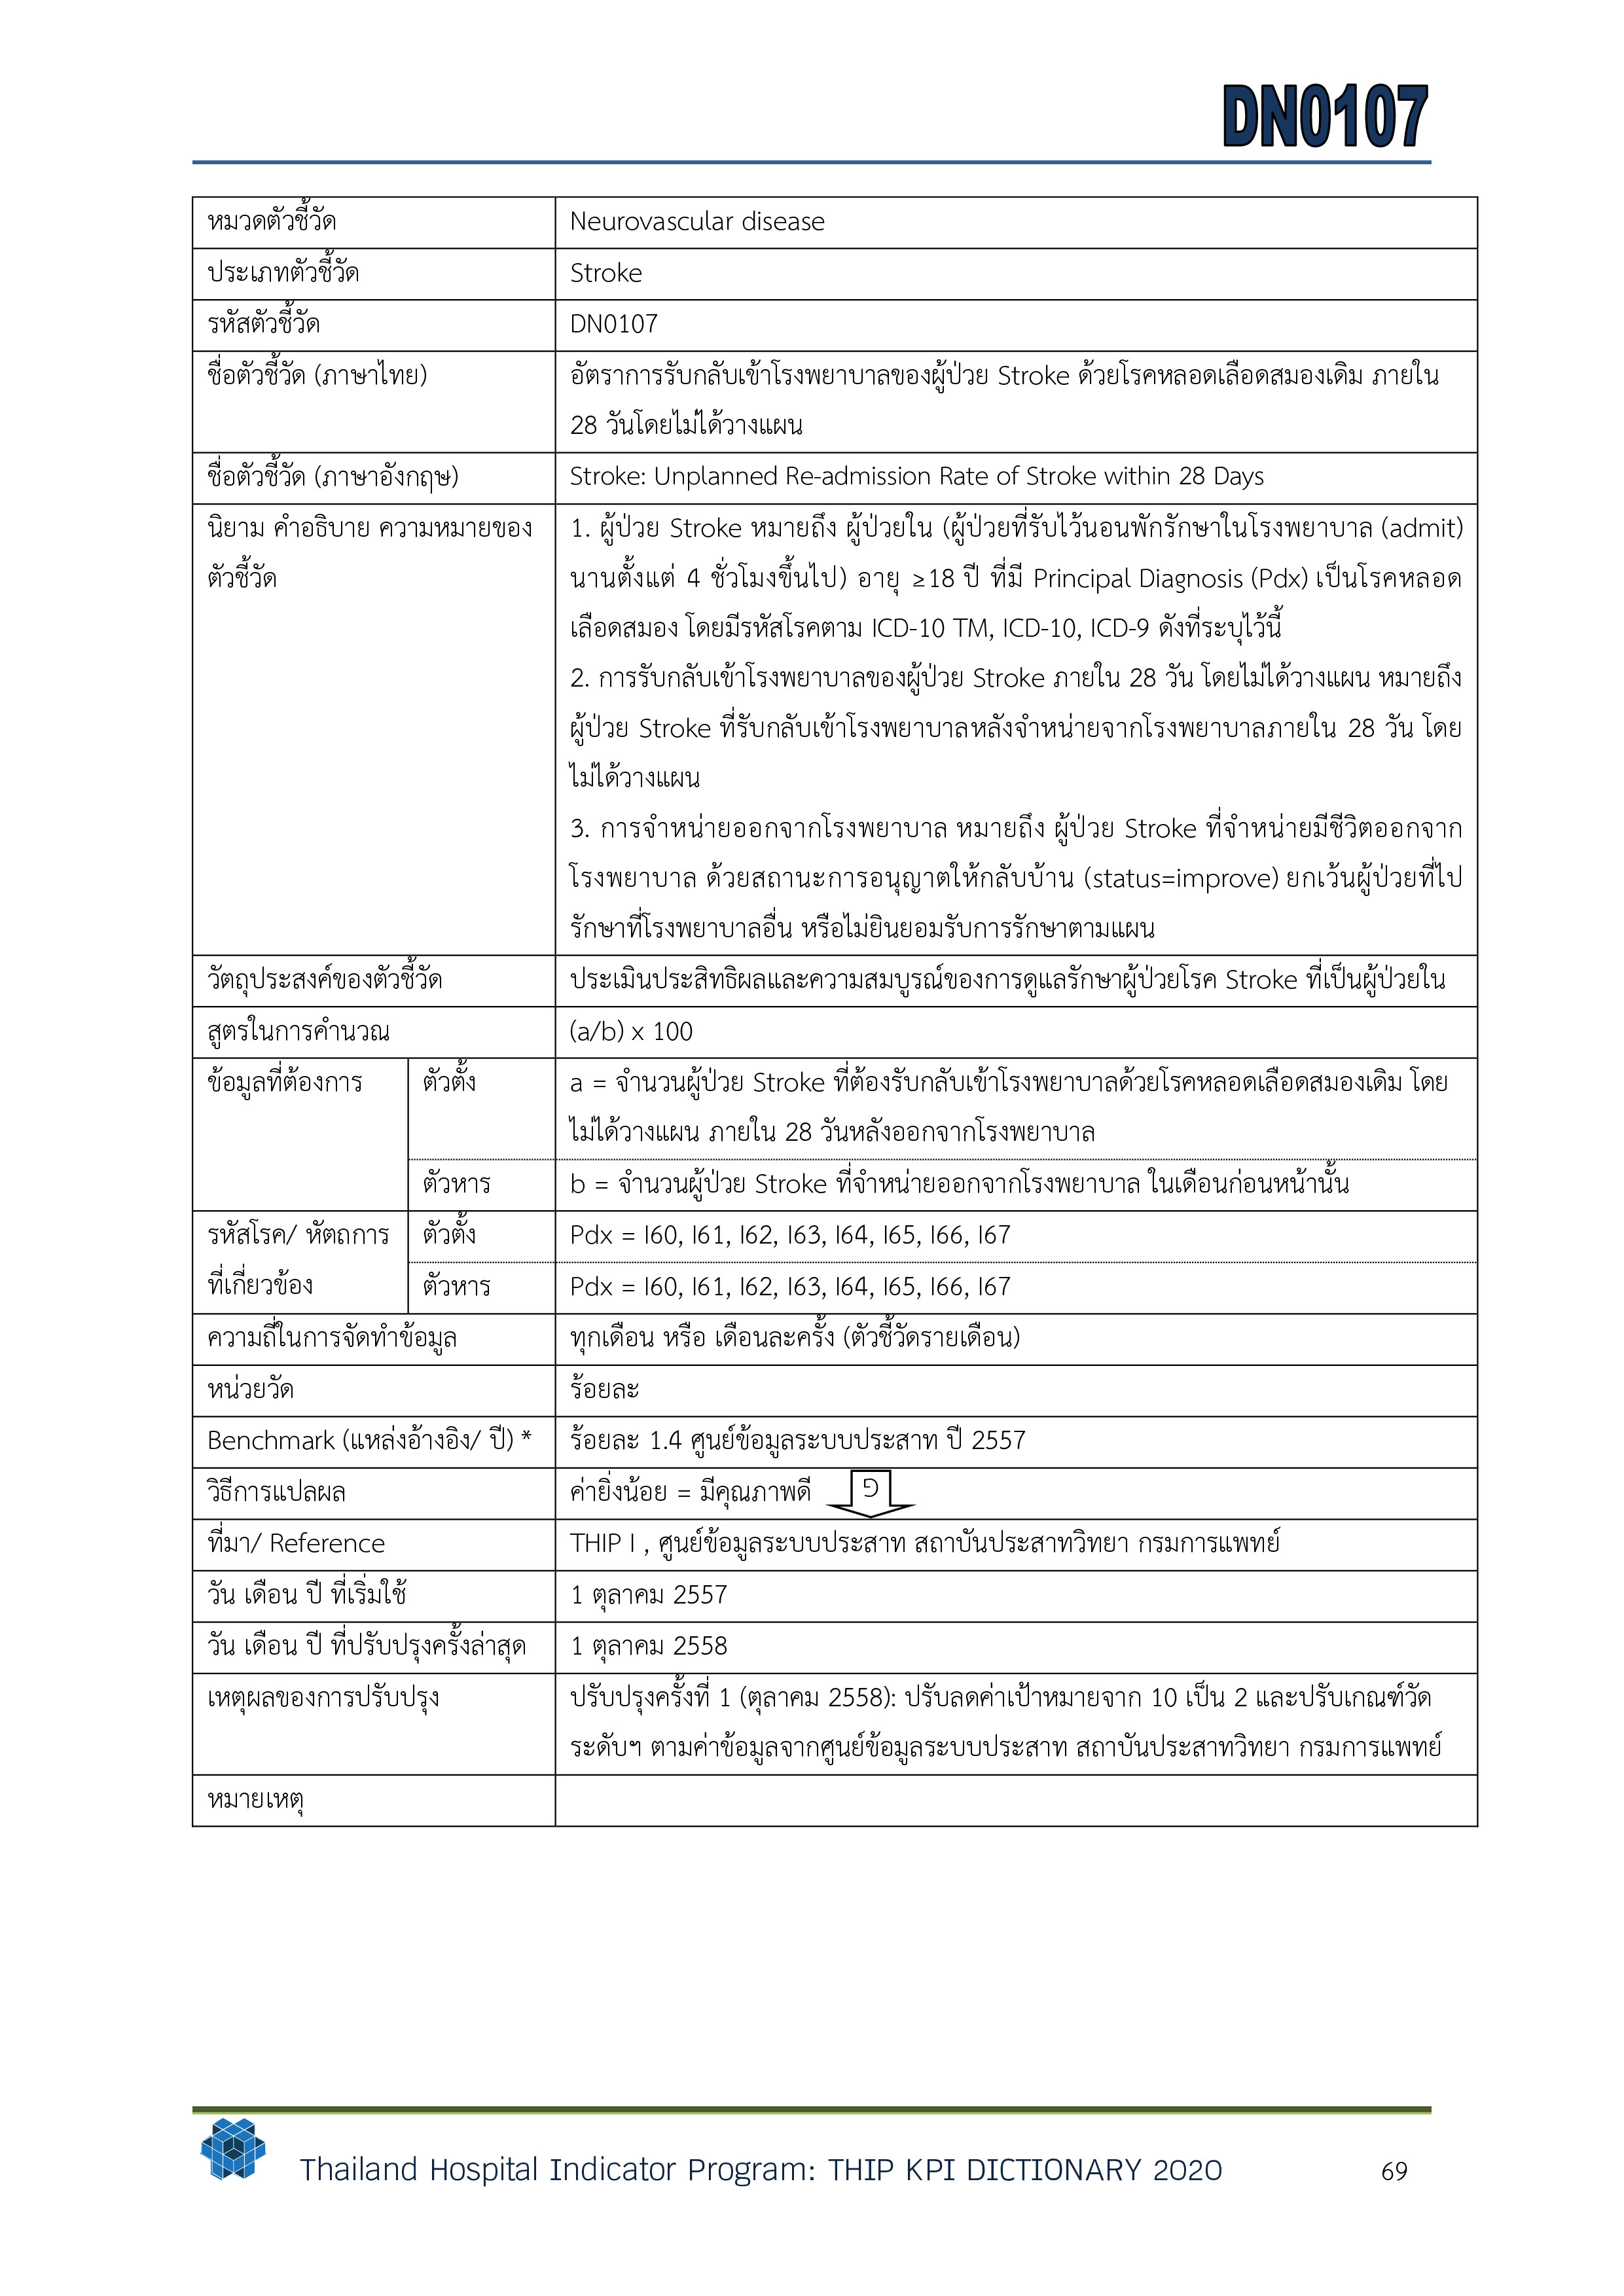 DN0107
หมวดตัวชี้วัด Neurovascular disease
ประเภทตัวชี้วัด Stroke
รหัสตัวชี้วัด DN0107
ชื่อตัวชี้วัด (ภาษาไทย) อัตราการรับกลับเข้าโรงพยาบาลของผู้ป่วย Stroke ด้วยโรคหลอดเลือดสมองเดิม ภายใน
28 วันโดยไม่ได้วางแผน
ชื่อตัวชี้วัด (ภาษาอังกฤษ) Stroke: Unplanned Re-admission Rate of Stroke within 28 Days
นิยาม คำอธิบาย ความหมายของ 1. ผู้ป่วย Stroke หมายถึง ผู้ป่วยใน (ผู้ป่วยที่รับไว้นอนพักรักษาในโรงพยาบาล (admit)
ตัวชี้วัด นานตั้งแต่ 4 ชั่วโมงขึ้นไป) อายุ ≥18 ปี ที่มี Principal Diagnosis (Pdx) เป็นโรคหลอด
เลือดสมอง โดยมีรหัสโรคตาม ICD-10 TM, ICD-10, ICD-9 ดังที่ระบุไว้นี้
2. การรับกลับเข้าโรงพยาบาลของผู้ป่วย Stroke ภายใน 28 วัน โดยไม่ได้วางแผน หมายถึง
ผู้ป่วย Stroke ที่รับกลับเข้าโรงพยาบาลหลังจำหน่ายจากโรงพยาบาลภายใน 28 วัน โดย
ไม่ได้วางแผน
3. การจำหน่ายออกจากโรงพยาบาล หมายถึง ผู้ป่วย Stroke ที่จำหน่ายมีชีวิตออกจาก
โรงพยาบาล ด้วยสถานะการอนุญาตให้กลับบ้าน (status=improve) ยกเว้นผู้ป่วยที่ไป
รักษาที่โรงพยาบาลอื่น หรือไม่ยินยอมรับการรักษาตามแผน
วัตถุประสงค์ของตัวชี้วัด ประเมินประสิทธิผลและความสมบูรณ์ของการดูแลรักษาผู้ป่วยโรค Stroke ที่เป็นผู้ป่วยใน
สูตรในการคำนวณ (a/b) x 100
ข้อมูลที่ต้องการ ตัวตั้ง a = จำนวนผู้ป่วย Stroke ที่ต้องรับกลับเข้าโรงพยาบาลด้วยโรคหลอดเลือดสมองเดิม โดย
ไม่ได้วางแผน ภายใน 28 วันหลังออกจากโรงพยาบาล
ตัวหาร b = จำนวนผู้ป่วย Stroke ที่จำหน่ายออกจากโรงพยาบาล ในเดือนก่อนหน้านั้น
รหัสโรค/ หัตถการ ตัวตั้ง Pdx = I60, I61, I62, I63, I64, I65, I66, I67
ที่เกี่ยวข้อง ตัวหาร Pdx = I60, I61, I62, I63, I64, I65, I66, I67
ความถี่ในการจัดทำข้อมูล ทุกเดือน หรือ เดือนละครั้ง (ตัวชี้วัดรายเดือน)
หน่วยวัด ร้อยละ
Benchmark (แหล่งอ้างอิง/ ปี) * ร้อยละ 1.4 ศูนย์ข้อมูลระบบประสาท ปี 2557
วิธีการแปลผล ค่ายิ่งน้อย = มีคุณภาพดี
ที่มา/ Reference THIP I , ศูนย์ข้อมูลระบบประสาท สถาบันประสาทวิทยา กรมการแพทย์
วัน เดือน ปี ที่เริ่มใช้ 1 ตุลาคม 2557
วัน เดือน ปี ที่ปรับปรุงครั้งล่าสุด 1 ตุลาคม 2558
เหตุผลของการปรับปรุง ปรับปรุงครั้งที่ 1 (ตุลาคม 2558): ปรับลดค่าเป้าหมายจาก 10 เป็น 2 และปรับเกณฑ์วัด
ระดับฯ ตามค่าข้อมูลจากศูนย์ข้อมูลระบบประสาท สถาบันประสาทวิทยา กรมการแพทย์
หมายเหตุ
Thailand Hospital Indicator Program: THIP KPI DICTIONARY 2020 69